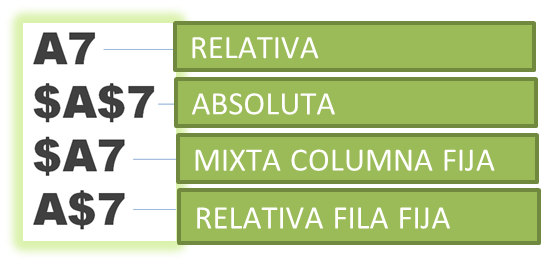 A7 RELATIVA
$A$7 ABSOLUTA
$A7 MIXTA COLUMNA FIJA
A$7 RELATIVA FILA FIJA